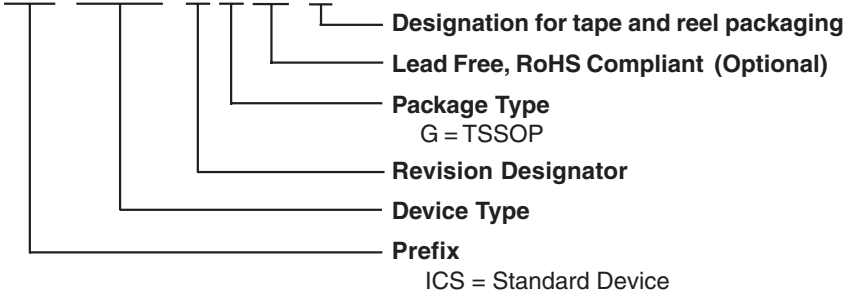 Designation for tape and reel packaging
Lead Free, RoHS Compliant (Optional)
Package Type
G = TSSOP
Revision Designator
Device Type
Prefix
ICS = Standard Device